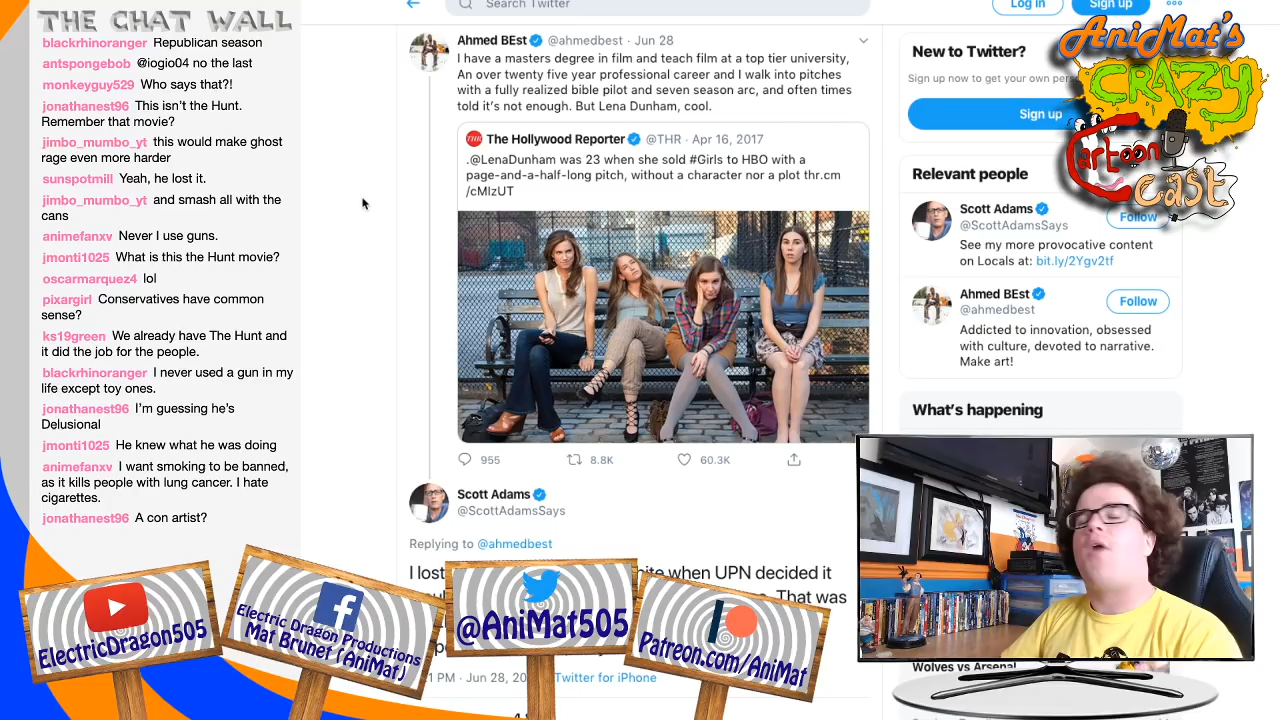 THE CHAT WALL
blackrhinoranger Republican season
antspongebob @iogio04 no the last
monkeyguy529 Who says that?!
jonathanest96 This isn't the Hunt.
Remember that movie?
jimbo_mumbo_yt this would make ghost
rage even more harder
sunspotmill Yeah, he lost it.
jimbo_mumbo_yt and smash all with the
cans
animefanxv Never I use guns.
jmonti1025 What is this the Hunt movie?
oscarmarquez4 lol
pixargirl Conservatives have common
sense?
ks19green We already have The Hunt and
it did the job for the people.
blackrhinoranger I never used a gun in my
life except toy ones.
jonathanest96 I'm guessing he's
Delusional
jmonti1025 He knew what he was doing
animefanxv I want smoking to be banned,
as it kills people with lung cancer. I hate
cigarettes.
jonathanest96 A con artist?
Search Twitter
Log in
Sign up
Ahmed BEst @ahmedbest · Jun 28
I have a masters degree in film and teach film at a top tier university,
An over twenty five year professional career and I walk into pitches
with a fully realized bible pilot and seven season arc, and often times
told it's not enough. But Lena Dunham, cool.
The Hollywood Reporter @THR · Apr 16, 2017
.@LenaDunham was 23 when she sold #Girls to HBO with a
page-and-a-half-long pitch, without a character nor a plot thr.cm
/cMIzUT
955
8.8K
60.3K
Scott Adams
@ScottAdamsSays
Replying to @ahmedbest
I lost
when UPN decided it
That was
PM · Jun 28, 20
Twitter for iPhone
New to Twitter?
Sign up now to get your own pers
Sign up
Relevant people
Scott Adams
@ScottAdamsSays
Follow
See my more provocative content
on Locals at: bit.ly/2Ygv2tf
Ahmed BEst
@ahmedbest
Follow
Addicted to innovation, obsessed
with culture, devoted to narrative.
Make art!
What's happening
Wolves vs Arsenal
AniMat's
CRAZY
Cartoon
Cast
ElectricDragon505
Electric Dragon Productions
Mat Brunet (AniMat)
@AniMat505
Patreon.com/AniMat